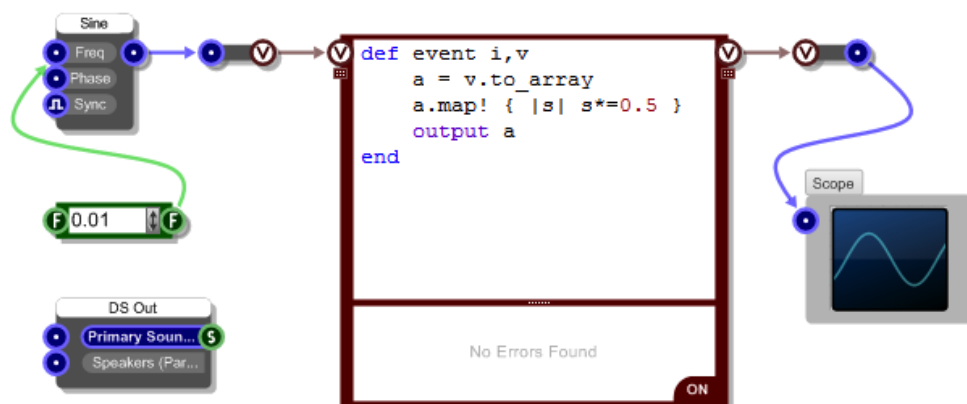 Sine
Freq
Phase
Sync
F 0.01 F
DS Out
Primary Soun... S
Speakers (Par...
V
V
def event i,v
a = v.to_array
a.map! { |s| s*=0.5 }
output a
end
No Errors Found
ON
V
V
Scope